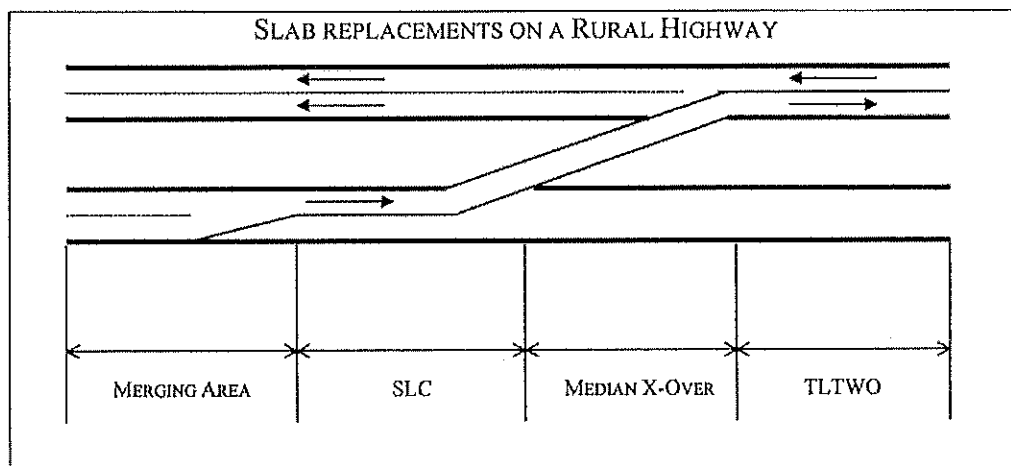 SLAB REPLACEMENTS ON A RURAL HIGHWAY
MERGING AREA SLC MEDIAN X-OVER TLTWO